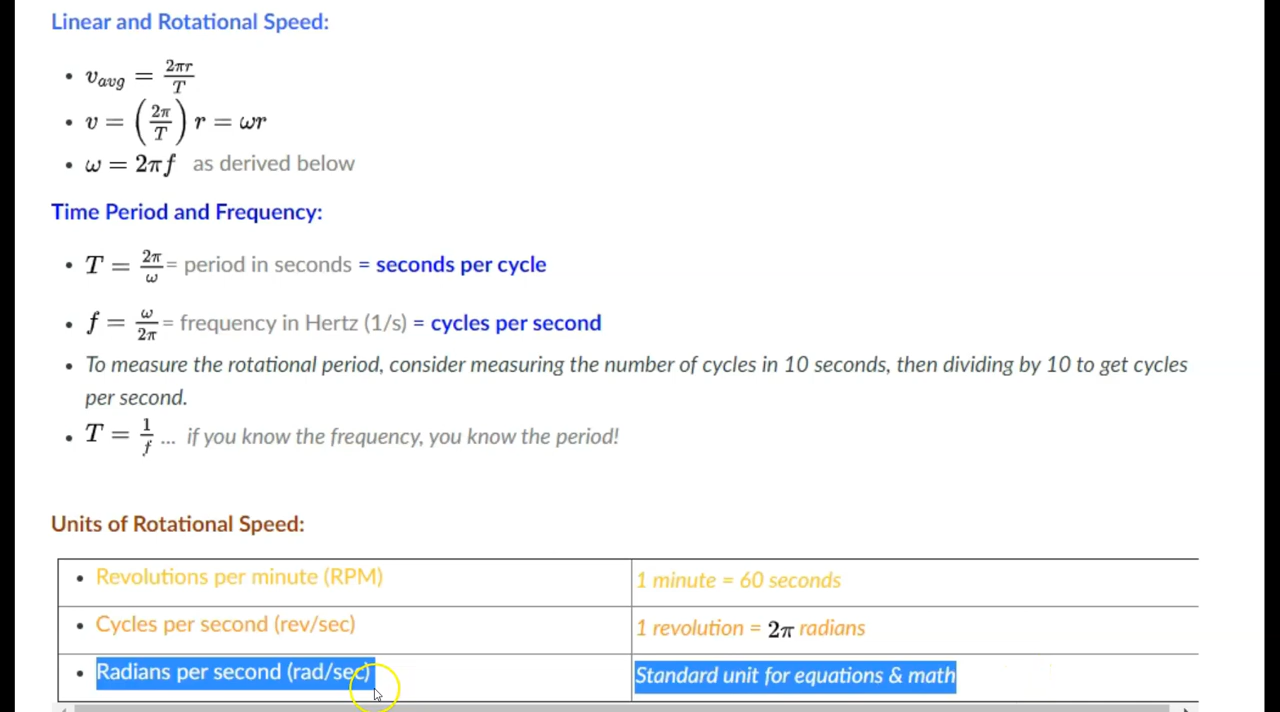 Linear and Rotational Speed:
• v_avg = 2πr/T
• v = (2π/T) r = ωr
• ω = 2πf as derived below
Time Period and Frequency:
• T = 2π/ω = period in seconds = seconds per cycle
• f = ω/2π = frequency in Hertz (1/s) = cycles per second
• To measure the rotational period, consider measuring the number of cycles in 10 seconds, then dividing by 10 to get cycles
per second.
• T = 1/f ... if you know the frequency, you know the period!
Units of Rotational Speed:
• Revolutions per minute (RPM) 1 minute = 60 seconds
• Cycles per second (rev/sec) 1 revolution = 2π radians
• Radians per second (rad/sec) Standard unit for equations & math